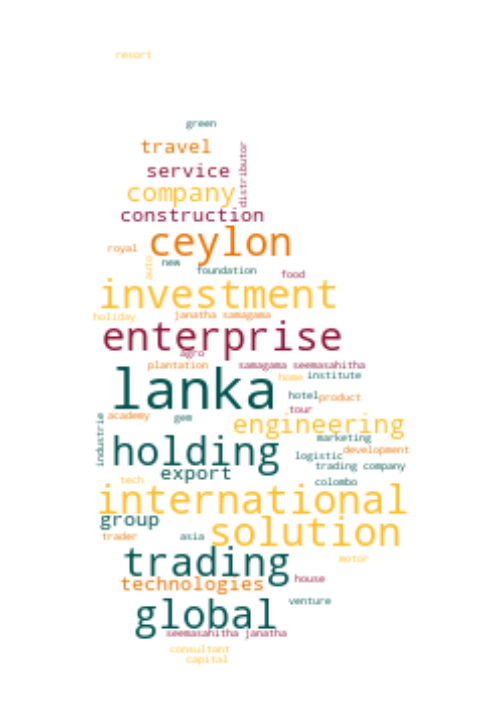 resort
green
travel
distributor
service
company
construction
ceylon
royal
new
auto
foundation
food
investment
holiday
janatha samagama
enterprise
agro
plantation
samagama seemasahitha
home
institute
lanka
hotel
product
tour
academy
gem
engineering
industrie
marketing
holding
development
logistic
export
trading company
tech
colombo
international
group
solution
trader
asia
trading
motor
technologies
house
global
venture
seemasahitha janatha
consultant
capital